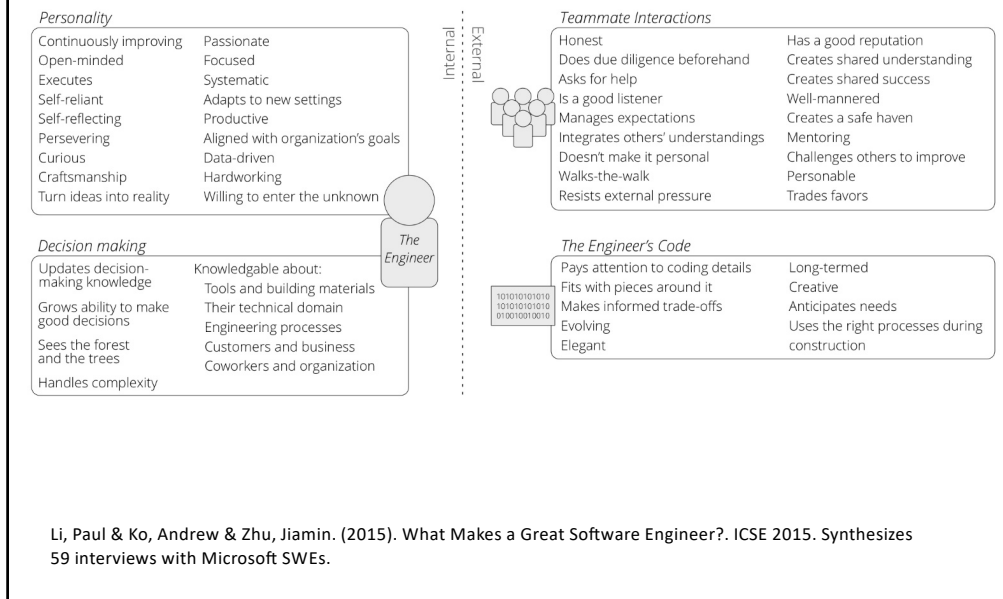 Personality
Continuously improving
Open-minded
Executes
Self-reliant
Self-reflecting
Persevering
Curious
Craftsmanship
Turn ideas into reality
Passionate
Focused
Systematic
Adapts to new settings
Productive
Aligned with organization's goals
Data-driven
Hardworking
Willing to enter the unknown
The
Engineer
Decision making
Updates decision-
making knowledge
Grows ability to make
good decisions
Sees the forest
and the trees
Handles complexity
Knowledgable about:
Tools and building materials
Their technical domain
Engineering processes
Customers and business
Coworkers and organization
Internal
External
Teammate Interactions
Honest
Does due diligence beforehand
Asks for help
Is a good listener
Manages expectations
Integrates others' understandings
Doesn't make it personal
Walks-the-walk
Resists external pressure
Has a good reputation
Creates shared understanding
Creates shared success
Well-mannered
Creates a safe haven
Mentoring
Challenges others to improve
Personable
Trades favors
The Engineer's Code
101010101010
101010101010
010010010010
Pays attention to coding details
Fits with pieces around it
Makes informed trade-offs
Evolving
Elegant
Long-termed
Creative
Anticipates needs
Uses the right processes during
construction
Li, Paul & Ko, Andrew & Zhu, Jiamin. (2015). What Makes a Great Software Engineer?. ICSE 2015. Synthesizes
59 interviews with Microsoft SWEs.